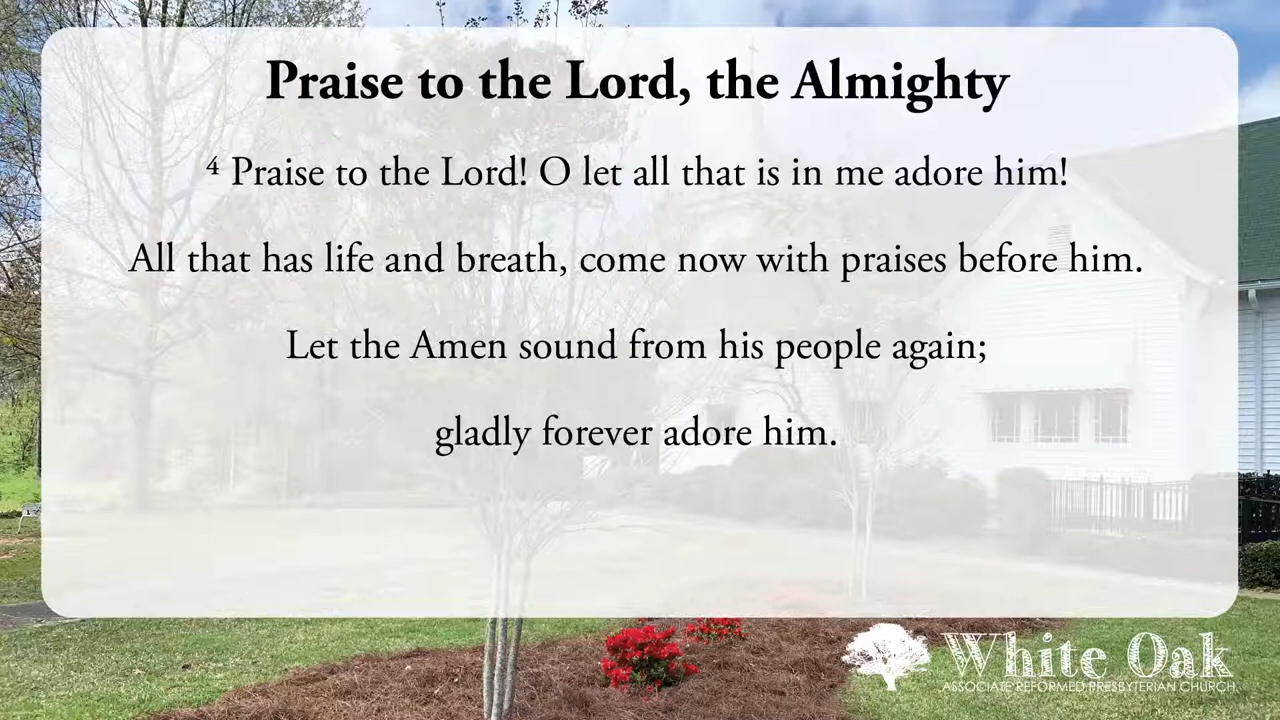 Praise to the Lord, the Almighty
⁴ Praise to the Lord! O let all that is in me adore him!
All that has life and breath, come now with praises before him.
Let the Amen sound from his people again;
gladly forever adore him.
White Oak
ASSOCIATE REFORMED PRESBYTERIAN CHURCH